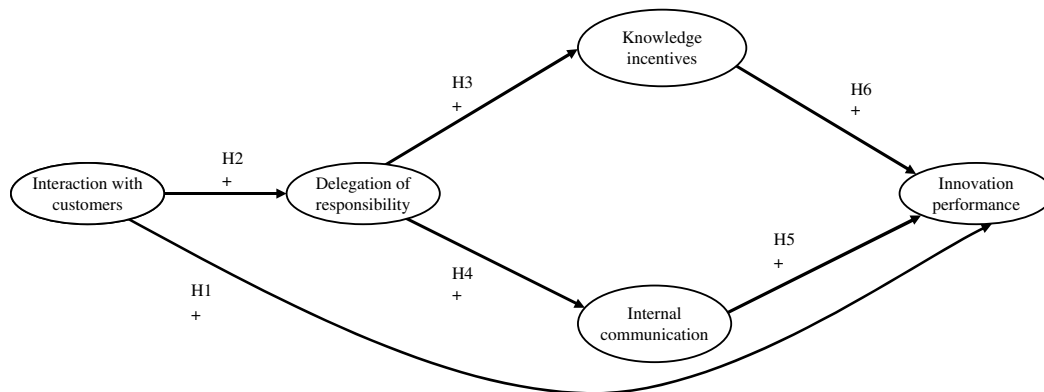 Knowledge
incentives
H3
+
H6
+
H2
+
Interaction with
customers
Delegation of
responsibility
Innovation
performance
H5
+
H4
+
H1
+
Internal
communication